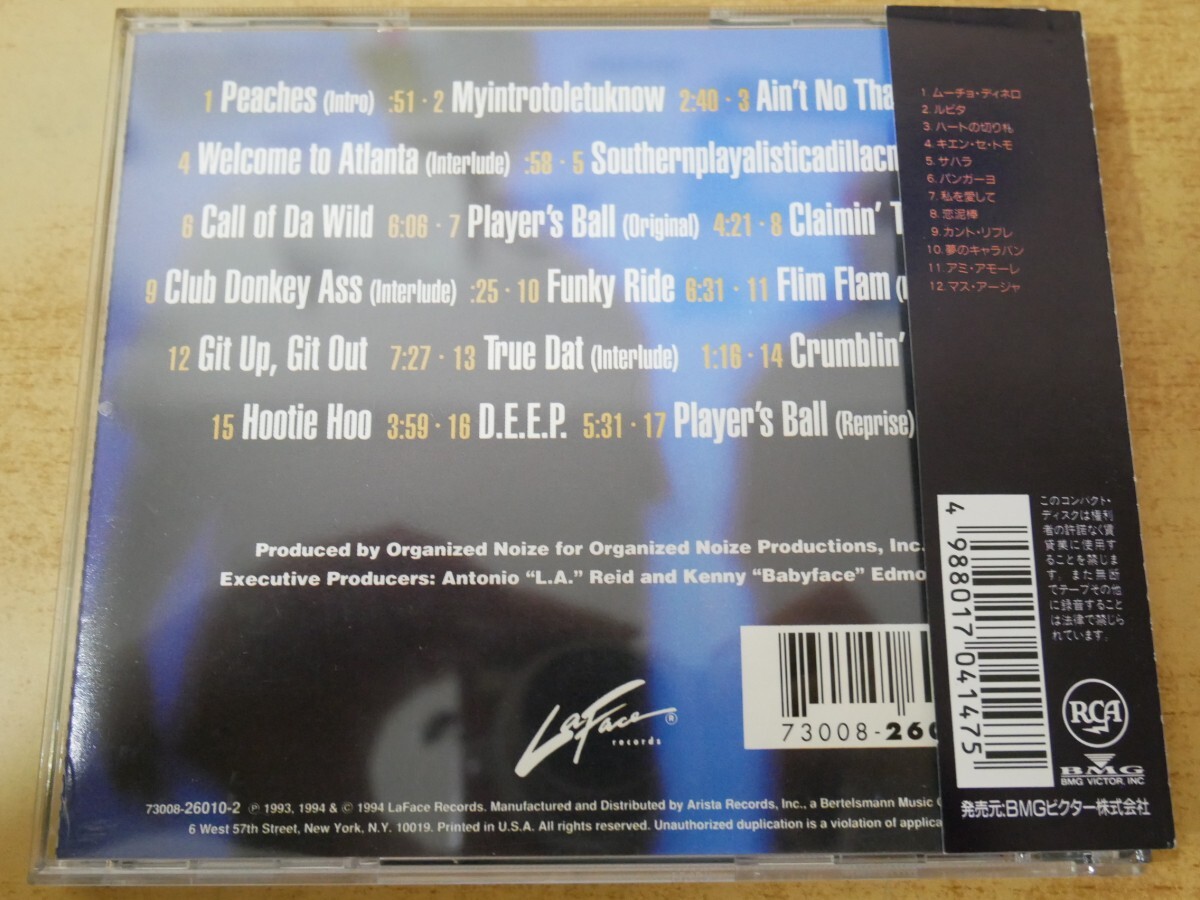 1 Peaches (Intro) :51 · 2 Myintrotoletuknow 2:40 · 3 Ain't No Tha
4 Welcome to Atlanta (Interlude) :58 · 5 Southernplayalisticadillacm
6 Call of Da Wild 6:06 · 7 Player's Ball (Original) 4:21 · 8 Claimin' T
9 Club Donkey Ass (Interlude) :25 · 10 Funky Ride 6:31 · 11 Flim Flam (I
12 Git Up, Git Out 7:27 · 13 True Dat (Interlude) 1:16 · 14 Crumblin'
15 Hootie Hoo 3:59 · 16 D.E.E.P. 5:31 · 17 Player's Ball (Reprise)
Produced by Organized Noize for Organized Noize Productions, Inc.
Executive Producers: Antonio “L.A.” Reid and Kenny “Babyface” Edmo
LaFace ®
records
73008-260
73008-26010-2 ℗ 1993, 1994 & © 1994 LaFace Records. Manufactured and Distributed by Arista Records, Inc., a Bertelsmann Music G
6 West 57th Street, New York, N.Y. 10019. Printed in U.S.A. All rights reserved. Unauthorized duplication is a violation of applica
1 ムーチョ・ディネロ
2. ルピタ
3. ハートの切り札
4. キエン・セ・トモ
5. サハラ
6. パンガーヨ
7. 私を愛して
8. 恋泥棒
9. カント・リブレ
10. 夢のキャラバン
11. アミ・アモーレ
12. マス・アージャ
4 988017 041475
このコンパクト・
ディスクは権利
者の許諾なく賃
貸業に使用す
ることを禁じま
す。また無断
でテープその他
に録音すること
は法律で禁じら
れています。
RCA
BMG
BMG VICTOR, INC.
発売元:BMGビクター株式会社